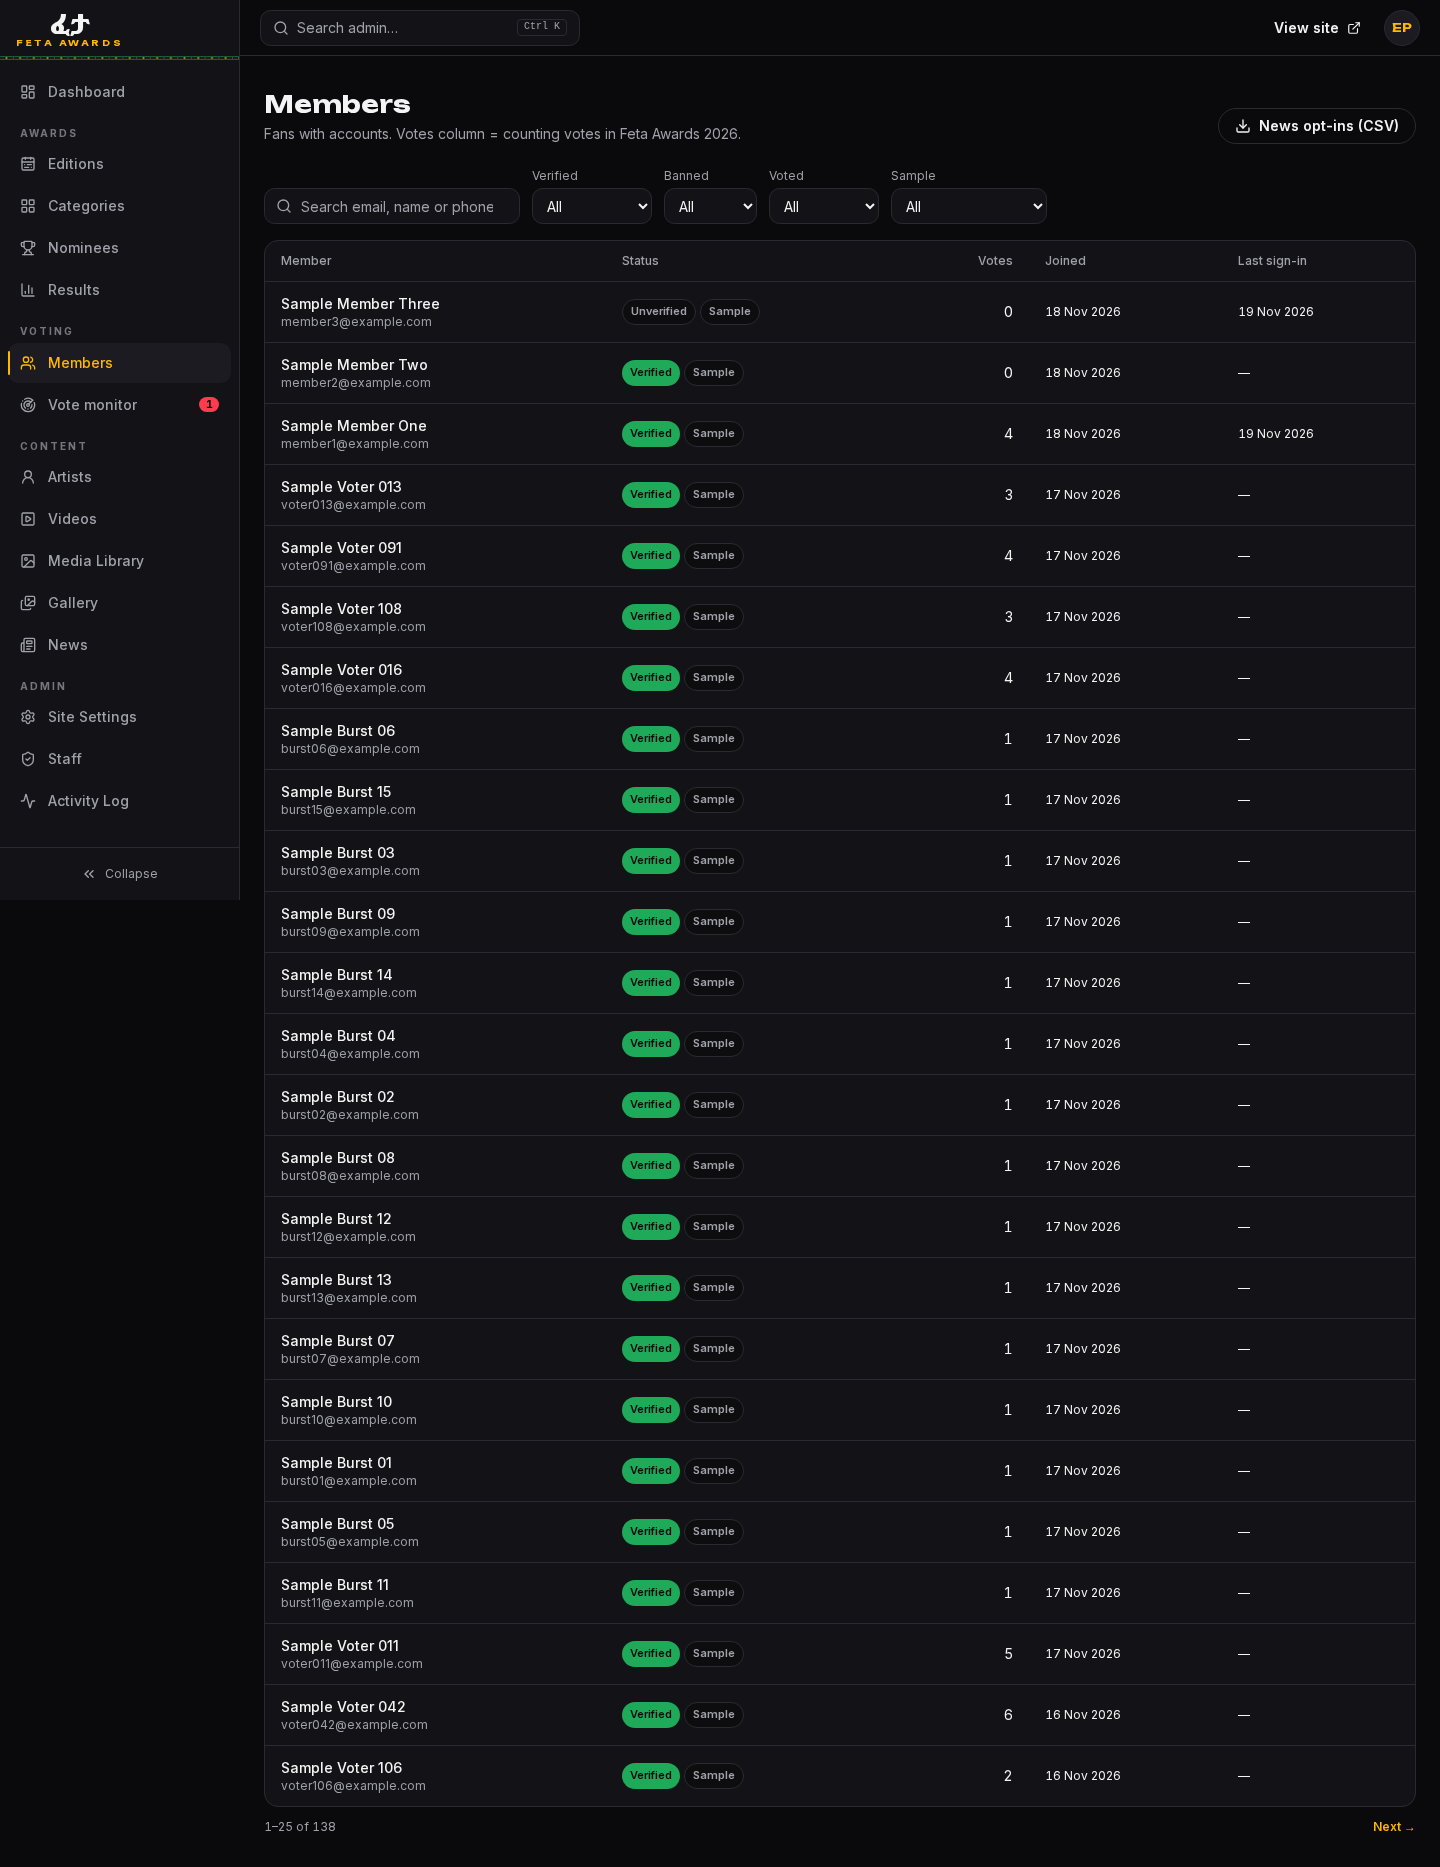 FETA AWARDS
Search admin...
Ctrl K
View site
EP
Dashboard
AWARDS
Editions
Categories
Nominees
Results
VOTING
Members
Vote monitor
1
CONTENT
Artists
Videos
Media Library
Gallery
News
ADMIN
Site Settings
Staff
Activity Log
Collapse
Members
Fans with accounts. Votes column = counting votes in Feta Awards 2026.
News opt-ins (CSV)
Search email, name or phone
Verified
All
Banned
All
Voted
All
Sample
All
Member Status Votes Joined Last sign-in
Sample Member Three Unverified Sample 0 18 Nov 2026 19 Nov 2026
member3@example.com
Sample Member Two Verified Sample 0 18 Nov 2026 —
member2@example.com
Sample Member One Verified Sample 4 18 Nov 2026 19 Nov 2026
member1@example.com
Sample Voter 013 Verified Sample 3 17 Nov 2026 —
voter013@example.com
Sample Voter 091 Verified Sample 4 17 Nov 2026 —
voter091@example.com
Sample Voter 108 Verified Sample 3 17 Nov 2026 —
voter108@example.com
Sample Voter 016 Verified Sample 4 17 Nov 2026 —
voter016@example.com
Sample Burst 06 Verified Sample 1 17 Nov 2026 —
burst06@example.com
Sample Burst 15 Verified Sample 1 17 Nov 2026 —
burst15@example.com
Sample Burst 03 Verified Sample 1 17 Nov 2026 —
burst03@example.com
Sample Burst 09 Verified Sample 1 17 Nov 2026 —
burst09@example.com
Sample Burst 14 Verified Sample 1 17 Nov 2026 —
burst14@example.com
Sample Burst 04 Verified Sample 1 17 Nov 2026 —
burst04@example.com
Sample Burst 02 Verified Sample 1 17 Nov 2026 —
burst02@example.com
Sample Burst 08 Verified Sample 1 17 Nov 2026 —
burst08@example.com
Sample Burst 12 Verified Sample 1 17 Nov 2026 —
burst12@example.com
Sample Burst 13 Verified Sample 1 17 Nov 2026 —
burst13@example.com
Sample Burst 07 Verified Sample 1 17 Nov 2026 —
burst07@example.com
Sample Burst 10 Verified Sample 1 17 Nov 2026 —
burst10@example.com
Sample Burst 01 Verified Sample 1 17 Nov 2026 —
burst01@example.com
Sample Burst 05 Verified Sample 1 17 Nov 2026 —
burst05@example.com
Sample Burst 11 Verified Sample 1 17 Nov 2026 —
burst11@example.com
Sample Voter 011 Verified Sample 5 17 Nov 2026 —
voter011@example.com
Sample Voter 042 Verified Sample 6 16 Nov 2026 —
voter042@example.com
Sample Voter 106 Verified Sample 2 16 Nov 2026 —
voter106@example.com
1–25 of 138
Next →